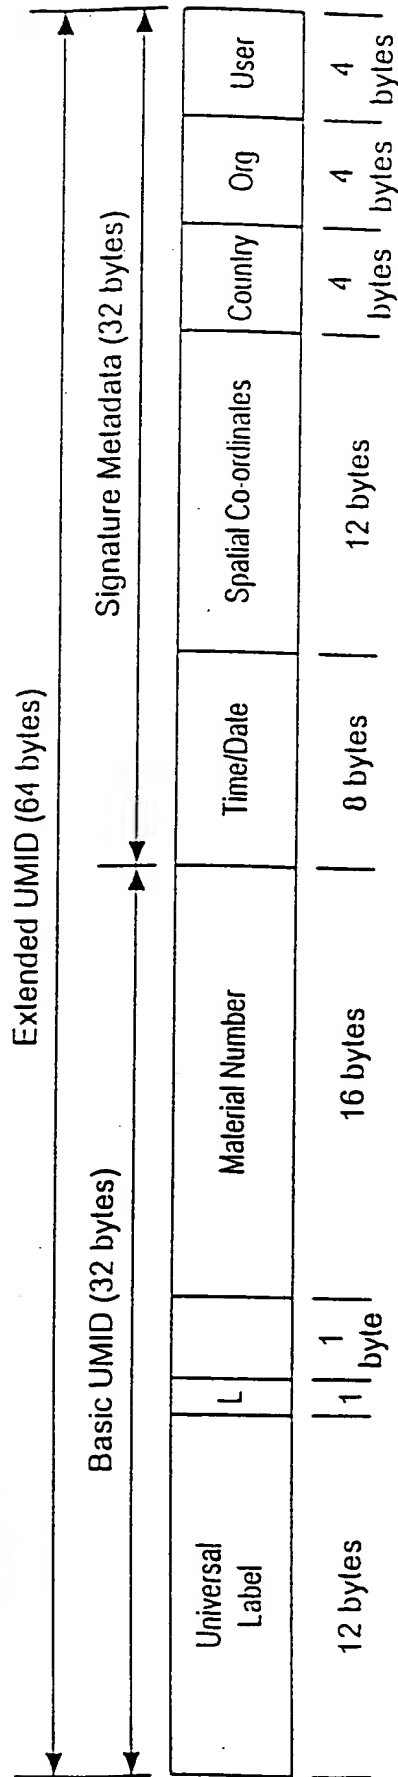 Extended UMID (64 bytes)
Basic UMID (32 bytes)
Signature Metadata (32 bytes)
Universal
Label
L
Material Number
Time/Date
Spatial Co-ordinates
Country
Org
User
12 bytes
1
1
byte
16 bytes
8 bytes
12 bytes
4
bytes
4
bytes
4
bytes